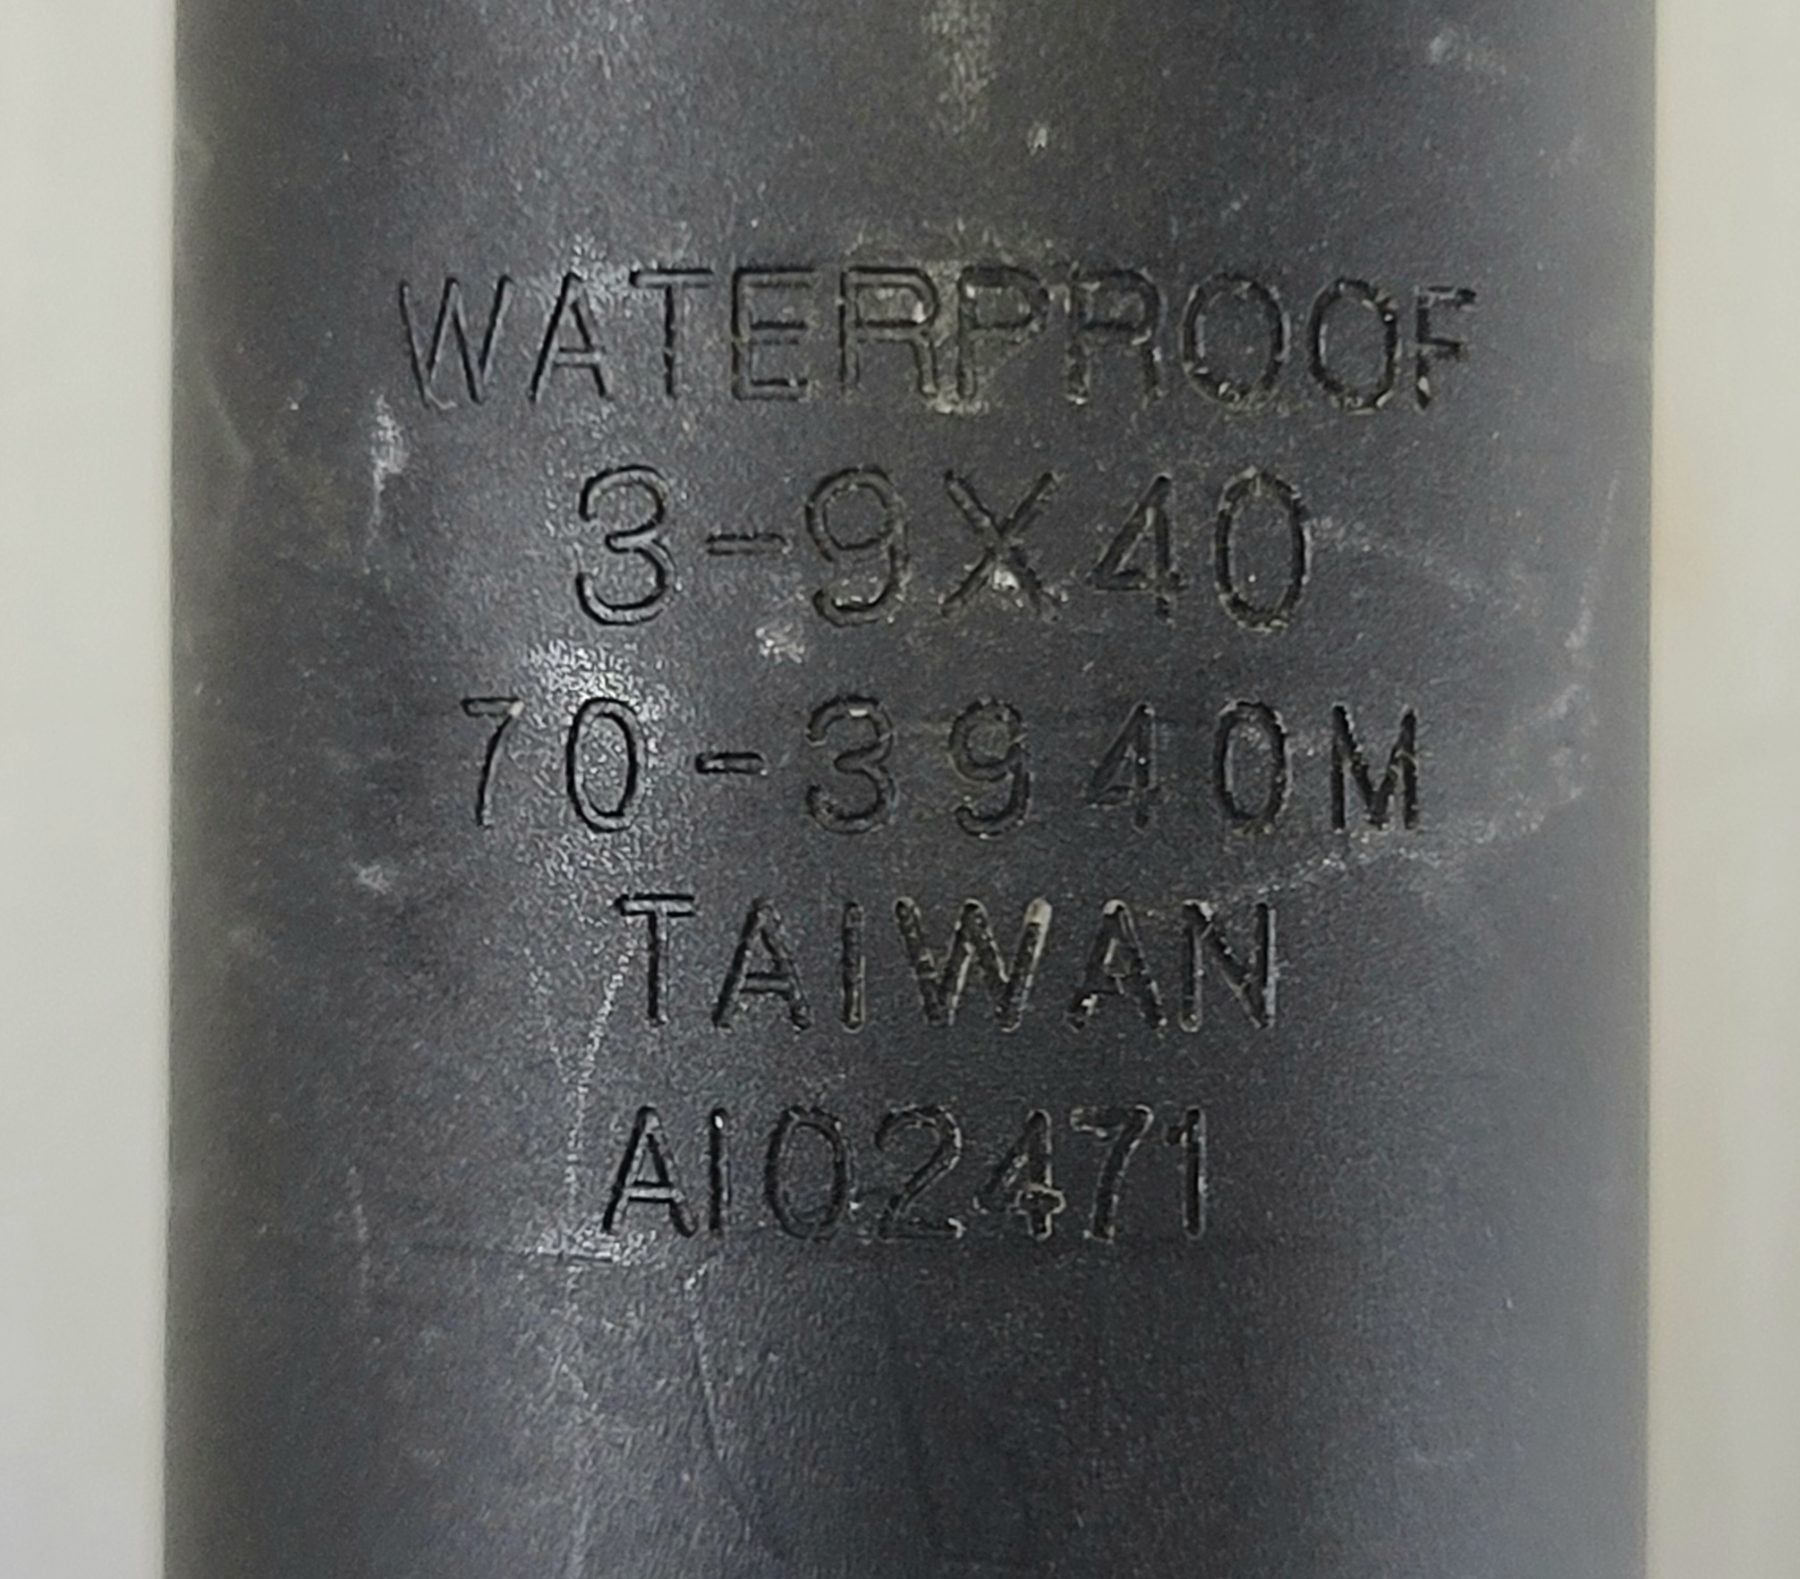 WATERPROOF
3-9X40
70-3940M
TAIWAN
AI02471